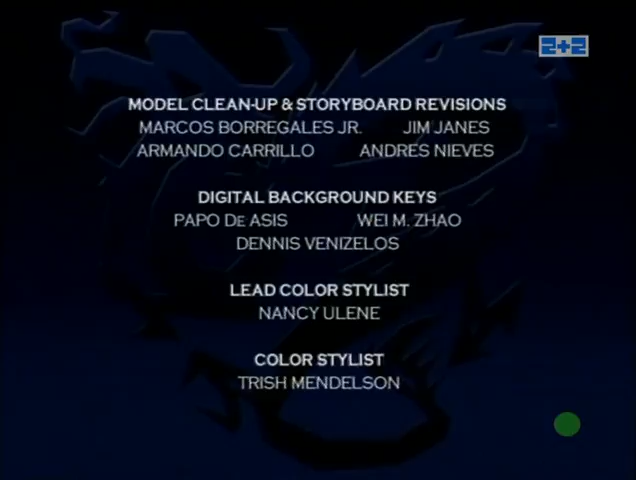 2+2
MODEL CLEAN-UP & STORYBOARD REVISIONS
MARCOS BORREGALES JR. JIM JANES
ARMANDO CARRILLO ANDRES NIEVES
DIGITAL BACKGROUND KEYS
PAPO DE ASIS WEI M. ZHAO
DENNIS VENIZELOS
LEAD COLOR STYLIST
NANCY ULENE
COLOR STYLIST
TRISH MENDELSON